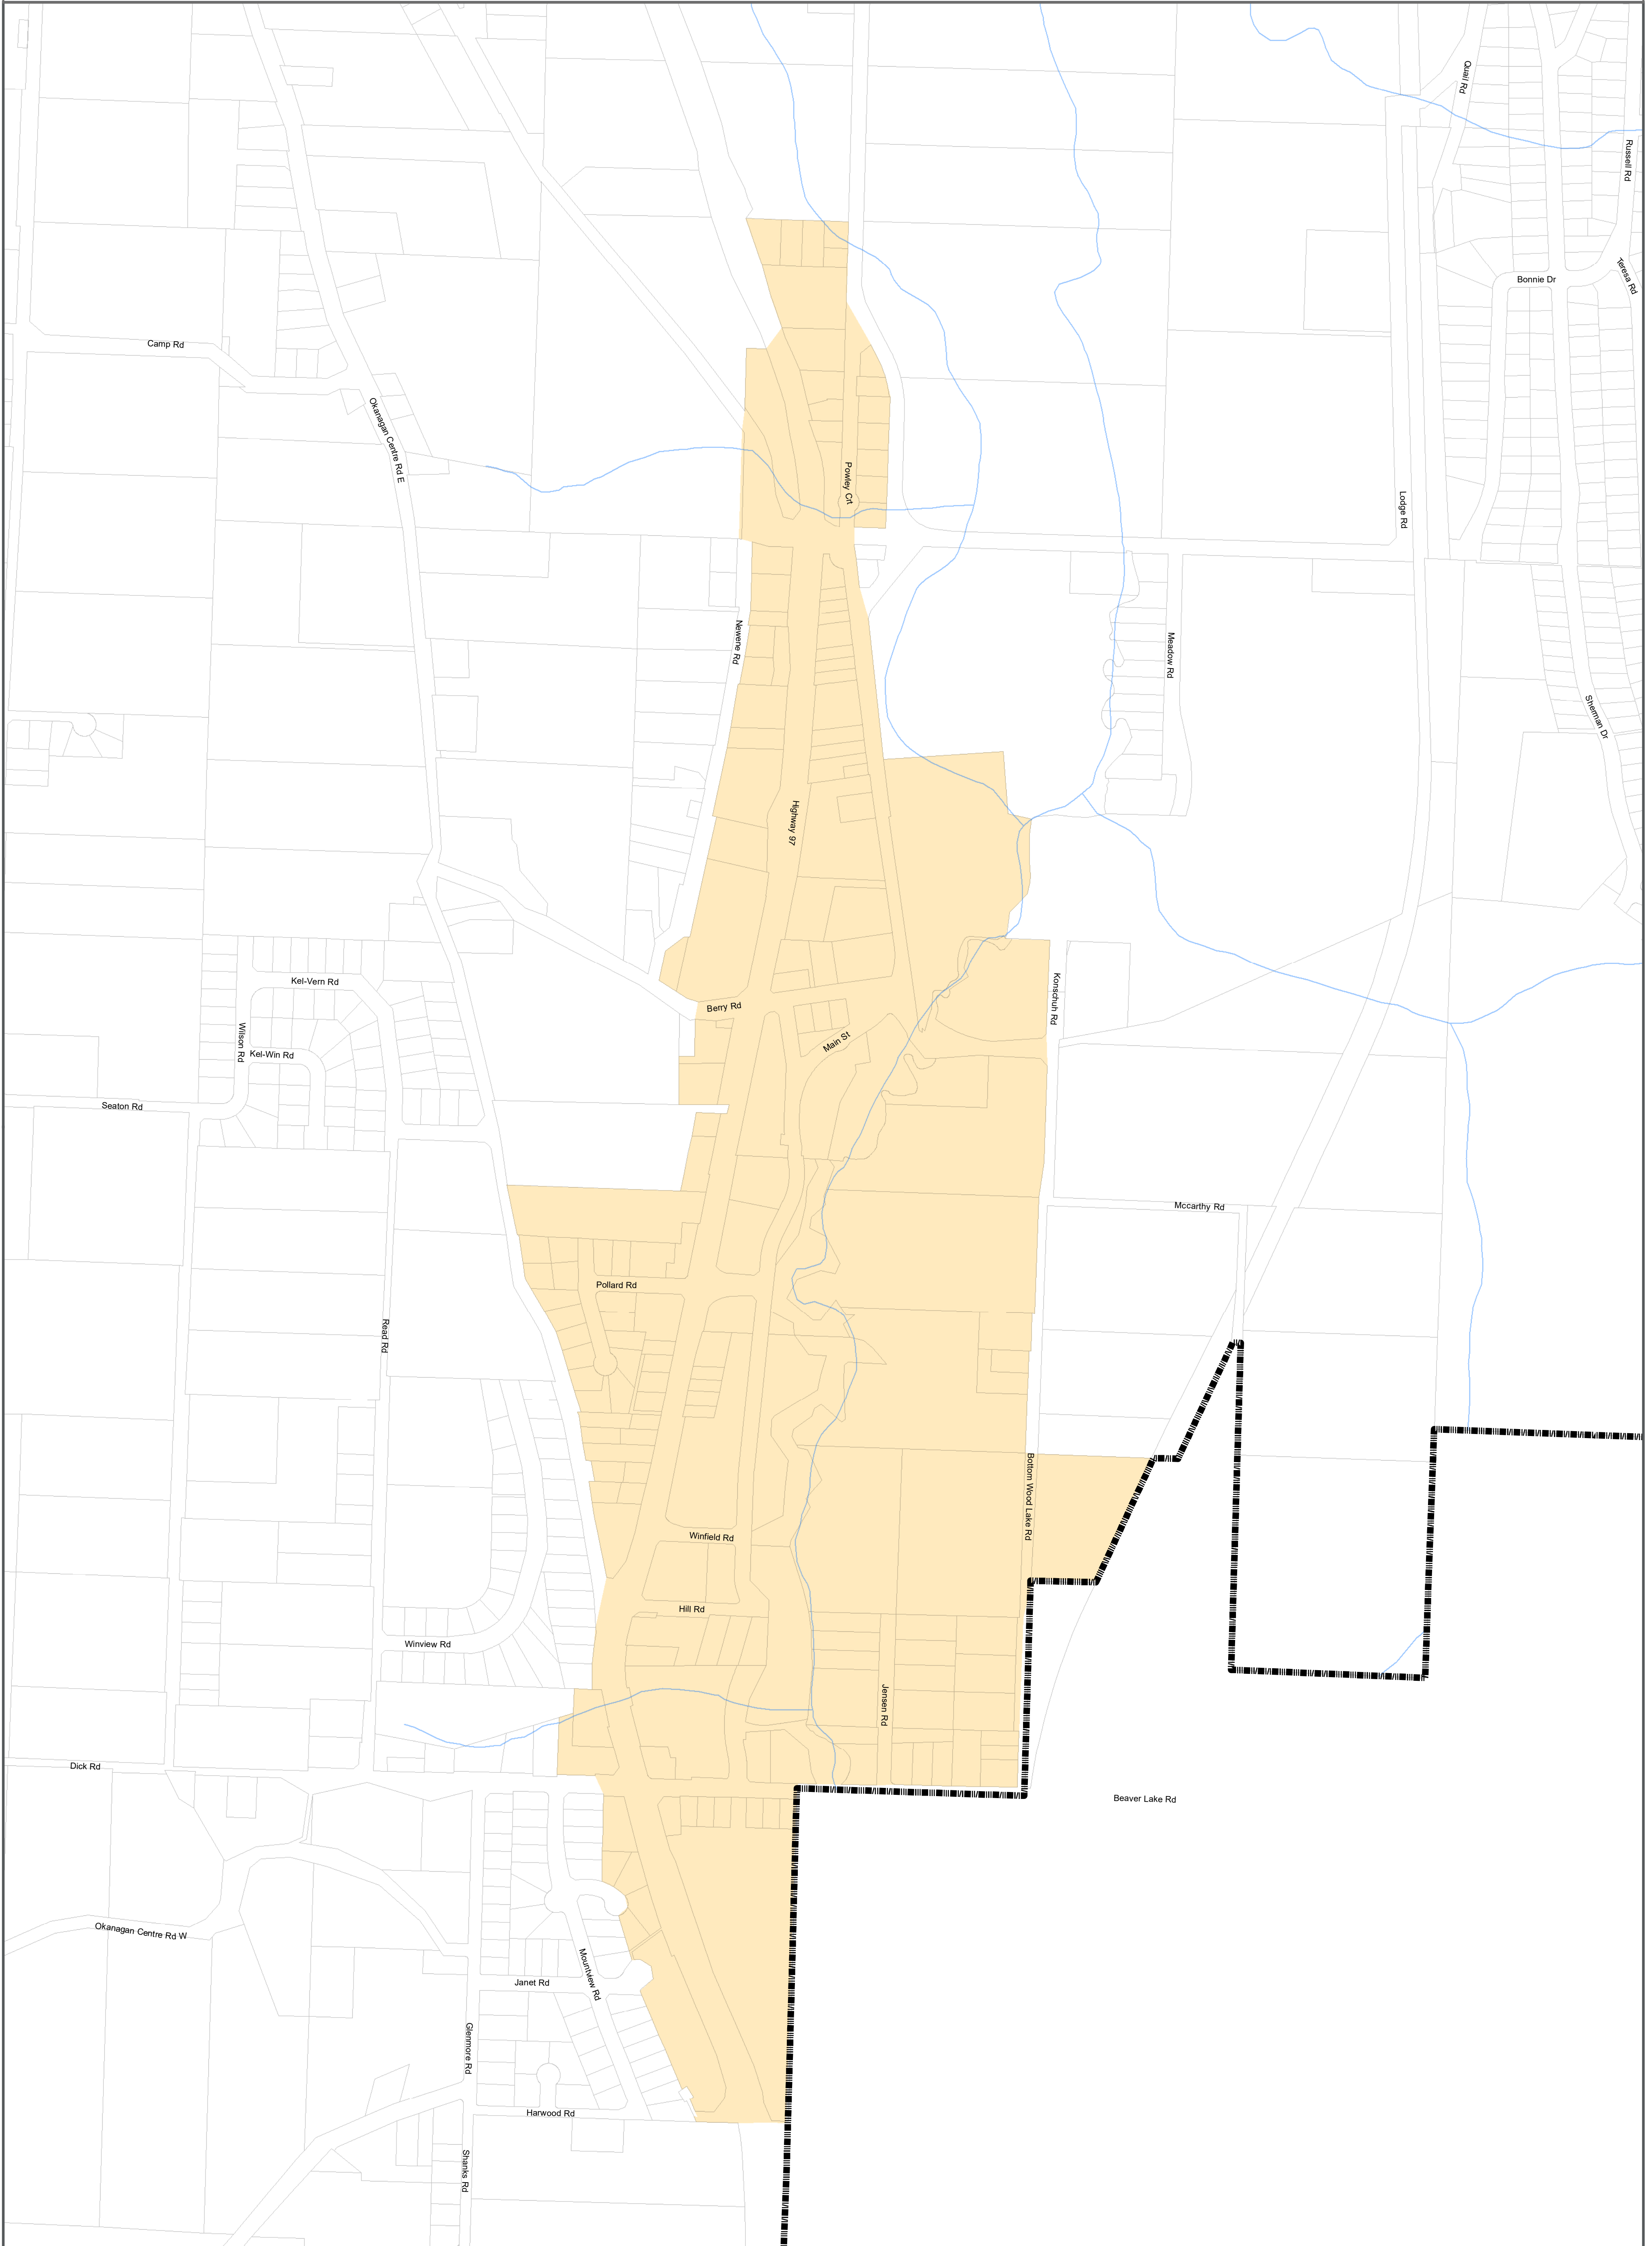 Quail Rd
Russell Rd
Teresa Rd
Bonnie Dr
Camp Rd
Okanagan Centre Rd E
Powley Crt
Lodge Rd
Newene Rd
Meadow Rd
Sherman Dr
Highway 97
Kel-Vern Rd
Konschuh Rd
Berry Rd
Wilson Rd
Main St
Kel-Win Rd
Seaton Rd
Mccarthy Rd
Pollard Rd
Read Rd
Bottom Wood Lake Rd
Winfield Rd
Hill Rd
Winview Rd
Jensen Rd
Dick Rd
Beaver Lake Rd
Okanagan Centre Rd W
Mountview Rd
Janet Rd
Glenmore Rd
Harwood Rd
Shanks Rd